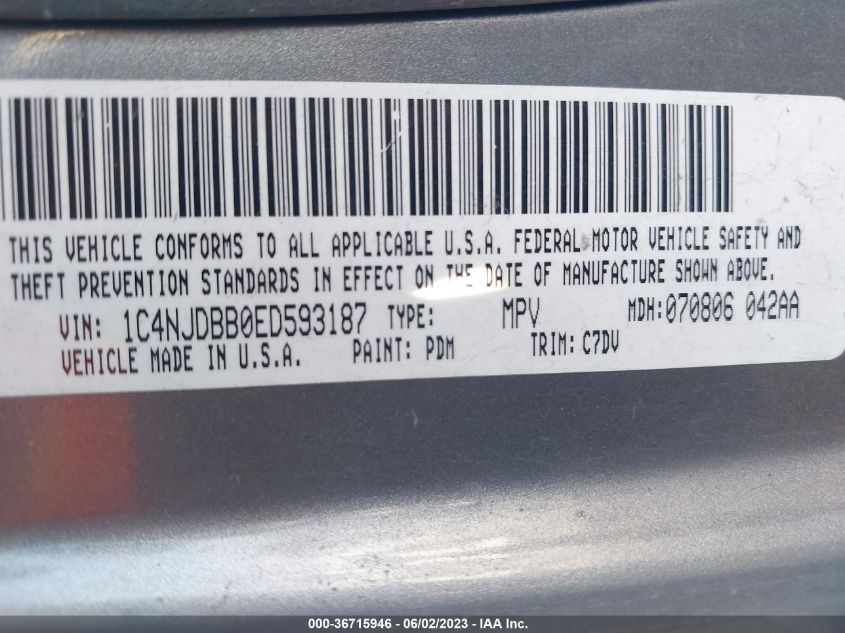 THIS VEHICLE CONFORMS TO ALL APPLICABLE U.S.A. FEDERAL MOTOR VEHICLE SAFETY AND
THEFT PREVENTION STANDARDS IN EFFECT ON THE DATE OF MANUFACTURE SHOWN ABOVE.
VIN: 1C4NJDBB0ED593187 TYPE: MPV MDH: 070806 042AA
VEHICLE MADE IN U.S.A. PAINT: PDM TRIM: C7DV
000-36715946 - 06/02/2023 - IAA Inc.